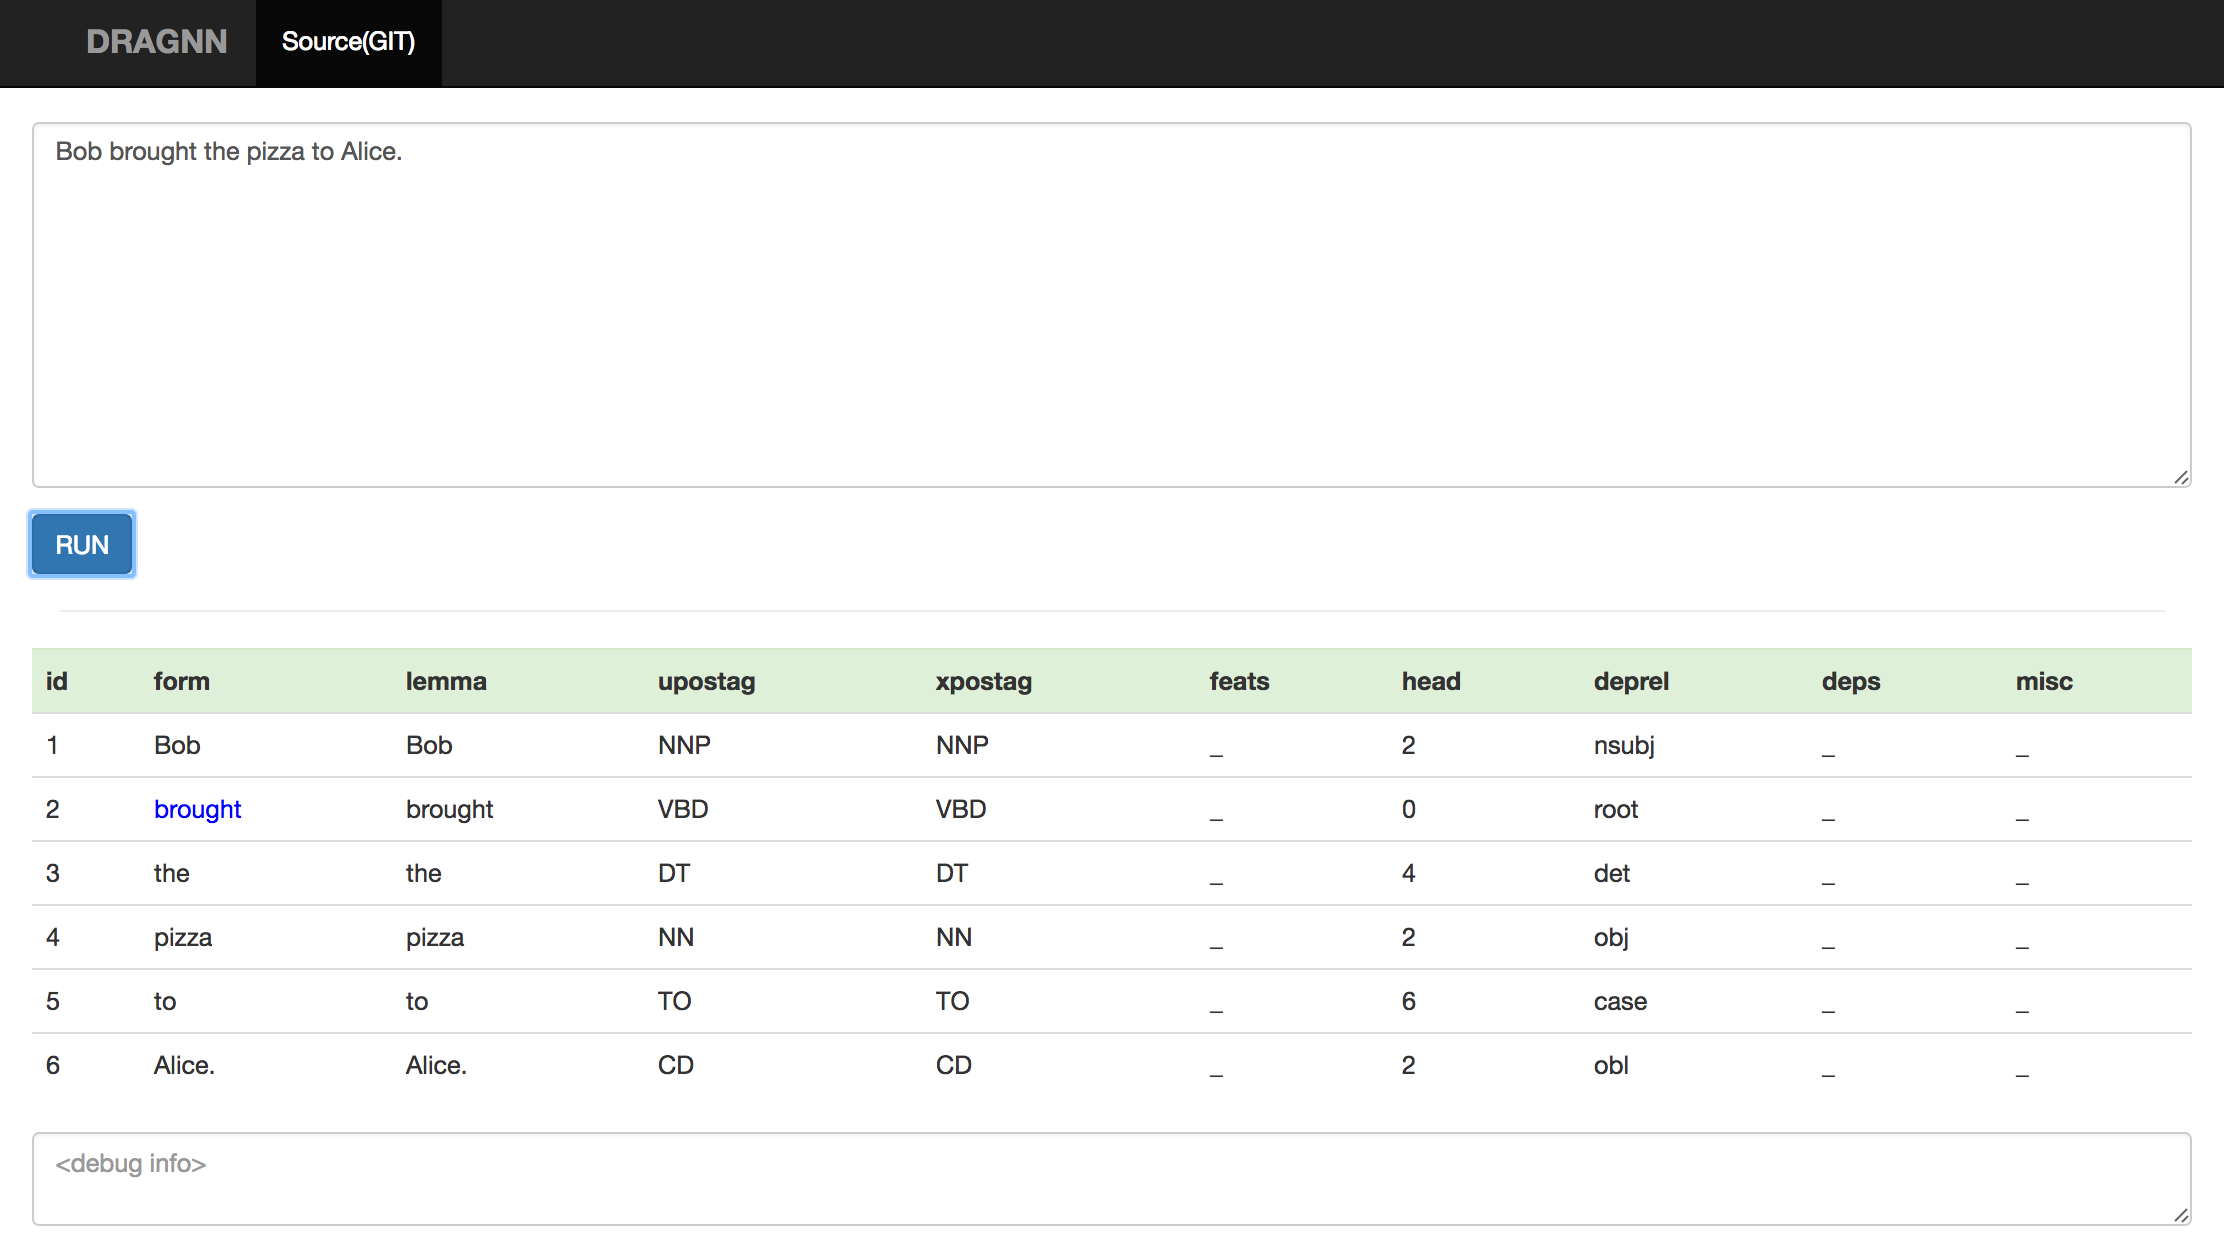 DRAGNN Source(GIT)
Bob brought the pizza to Alice.
RUN
id form lemma upostag xpostag feats head deprel deps misc
1 Bob Bob NNP NNP _ 2 nsubj _ _
2 brought brought VBD VBD _ 0 root _ _
3 the the DT DT _ 4 det _ _
4 pizza pizza NN NN _ 2 obj _ _
5 to to TO TO _ 6 case _ _
6 Alice. Alice. CD CD _ 2 obl _ _
<debug info>